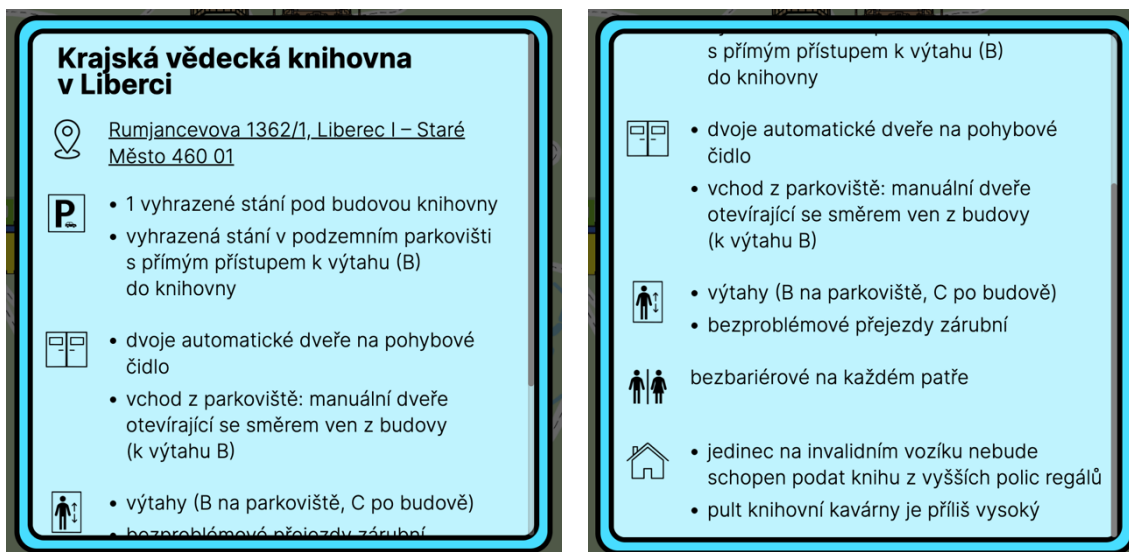 Krajská vědecká knihovna
v Liberci
Rumjancevova 1362/1, Liberec I – Staré
Město 460 01
P
• 1 vyhrazené stání pod budovou knihovny
• vyhrazená stání v podzemním parkovišti
s přímým přístupem k výtahu (B)
do knihovny
• dvoje automatické dveře na pohybové
čidlo
• vchod z parkoviště: manuální dveře
otevírající se směrem ven z budovy
(k výtahu B)
• výtahy (B na parkoviště, C po budově)
• bezproblémové přejezdy zárubní
s přímým přístupem k výtahu (B)
do knihovny
• dvoje automatické dveře na pohybové
čidlo
• vchod z parkoviště: manuální dveře
otevírající se směrem ven z budovy
(k výtahu B)
• výtahy (B na parkoviště, C po budově)
• bezproblémové přejezdy zárubní
bezbariérové na každém patře
• jedinec na invalidním vozíku nebude
schopen podat knihu z vyšších polic regálů
• pult knihovní kavárny je příliš vysoký